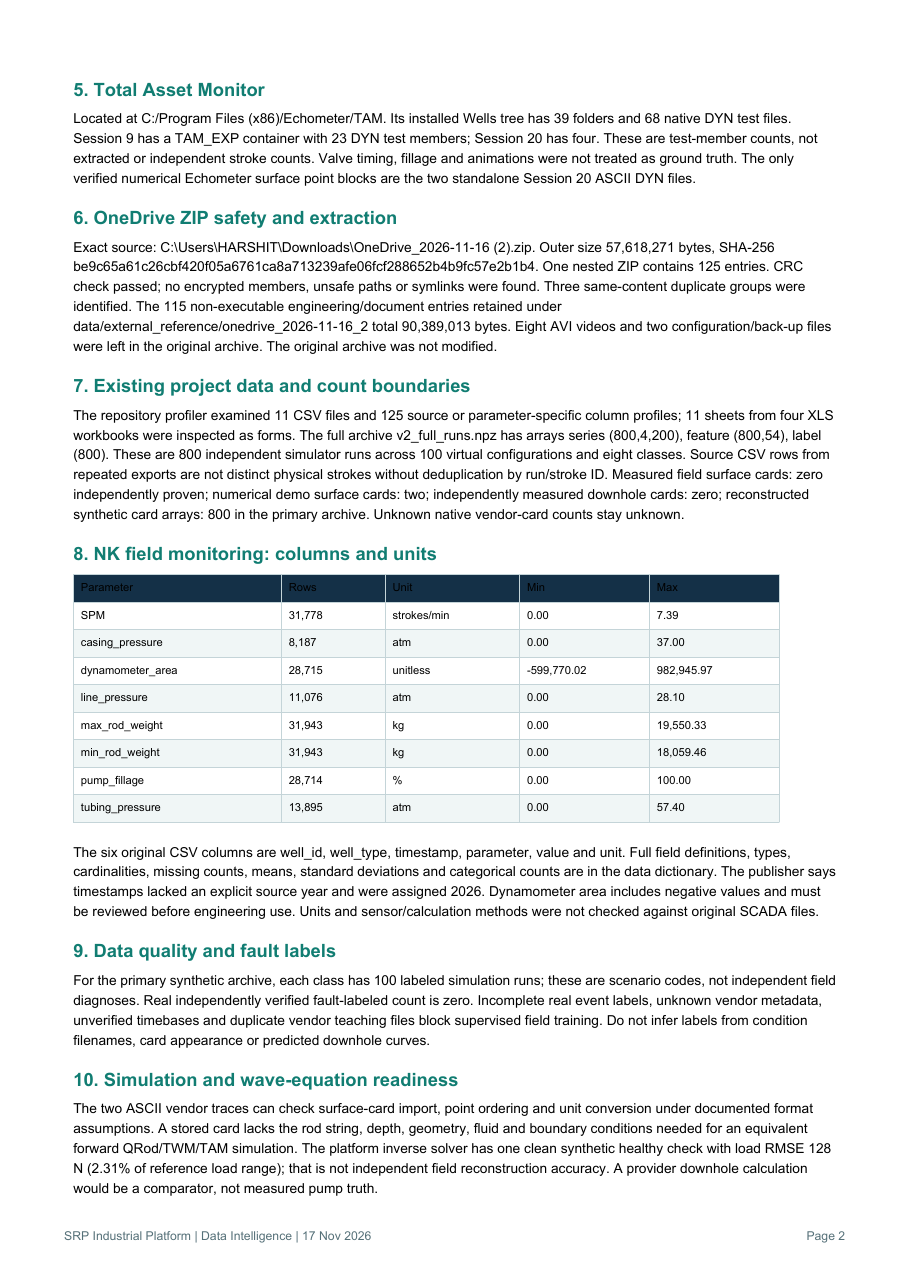 5. Total Asset Monitor
Located at C:/Program Files (x86)/Echometer/TAM. Its installed Wells tree has 39 folders and 68 native DYN test files.
Session 9 has a TAM_EXP container with 23 DYN test members; Session 20 has four. These are test-member counts, not
extracted or independent stroke counts. Valve timing, fillage and animations were not treated as ground truth. The only
verified numerical Echometer surface point blocks are the two standalone Session 20 ASCII DYN files.
6. OneDrive ZIP safety and extraction
Exact source: C:\Users\HARSHIT\Downloads\OneDrive_2026-11-16 (2).zip. Outer size 57,618,271 bytes, SHA-256
be9c65a61c26cbf420f05a6761ca8a713239afe06fcf288652b4b9fc57e2b1b4. One nested ZIP contains 125 entries. CRC
check passed; no encrypted members, unsafe paths or symlinks were found. Three same-content duplicate groups were
identified. The 115 non-executable engineering/document entries retained under
data/external_reference/onedrive_2026-11-16_2 total 90,389,013 bytes. Eight AVI videos and two configuration/back-up files
were left in the original archive. The original archive was not modified.
7. Existing project data and count boundaries
The repository profiler examined 11 CSV files and 125 source or parameter-specific column profiles; 11 sheets from four XLS
workbooks were inspected as forms. The full archive v2_full_runs.npz has arrays series (800,4,200), feature (800,54), label
(800). These are 800 independent simulator runs across 100 virtual configurations and eight classes. Source CSV rows from
repeated exports are not distinct physical strokes without deduplication by run/stroke ID. Measured field surface cards: zero
independently proven; numerical demo surface cards: two; independently measured downhole cards: zero; reconstructed
synthetic card arrays: 800 in the primary archive. Unknown native vendor-card counts stay unknown.
8. NK field monitoring: columns and units
Parameter Rows Unit Min Max
SPM 31,778 strokes/min 0.00 7.39
casing_pressure 8,187 atm 0.00 37.00
dynamometer_area 28,715 unitless -599,770.02 982,945.97
line_pressure 11,076 atm 0.00 28.10
max_rod_weight 31,943 kg 0.00 19,550.33
min_rod_weight 31,943 kg 0.00 18,059.46
pump_fillage 28,714 % 0.00 100.00
tubing_pressure 13,895 atm 0.00 57.40
The six original CSV columns are well_id, well_type, timestamp, parameter, value and unit. Full field definitions, types,
cardinalities, missing counts, means, standard deviations and categorical counts are in the data dictionary. The publisher says
timestamps lacked an explicit source year and were assigned 2026. Dynamometer area includes negative values and must
be reviewed before engineering use. Units and sensor/calculation methods were not checked against original SCADA files.
9. Data quality and fault labels
For the primary synthetic archive, each class has 100 labeled simulation runs; these are scenario codes, not independent field
diagnoses. Real independently verified fault-labeled count is zero. Incomplete real event labels, unknown vendor metadata,
unverified timebases and duplicate vendor teaching files block supervised field training. Do not infer labels from condition
filenames, card appearance or predicted downhole curves.
10. Simulation and wave-equation readiness
The two ASCII vendor traces can check surface-card import, point ordering and unit conversion under documented format
assumptions. A stored card lacks the rod string, depth, geometry, fluid and boundary conditions needed for an equivalent
forward QRod/TWM/TAM simulation. The platform inverse solver has one clean synthetic healthy check with load RMSE 128
N (2.31% of reference load range); that is not independent field reconstruction accuracy. A provider downhole calculation
would be a comparator, not measured pump truth.
SRP Industrial Platform | Data Intelligence | 17 Nov 2026 Page 2